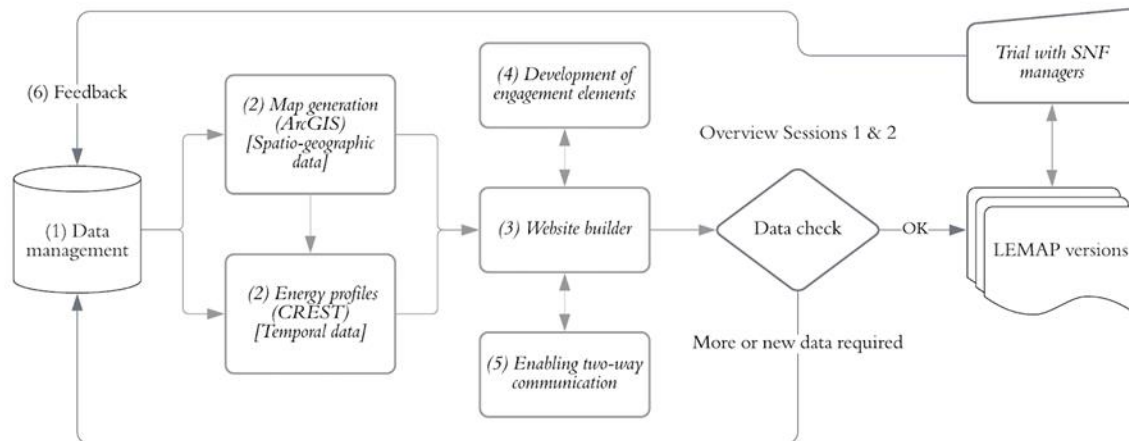 (6) Feedback
(1) Data
management
(2) Map generation
(ArcGIS)
[Spatio-geographic
data]
(2) Energy profiles
(CREST)
[Temporal data]
(4) Development of
engagement elements
(3) Website builder
(5) Enabling two-way
communication
Overview Sessions 1 & 2
Data check
OK
More or new data required
Trial with SNF
managers
LEMAP versions